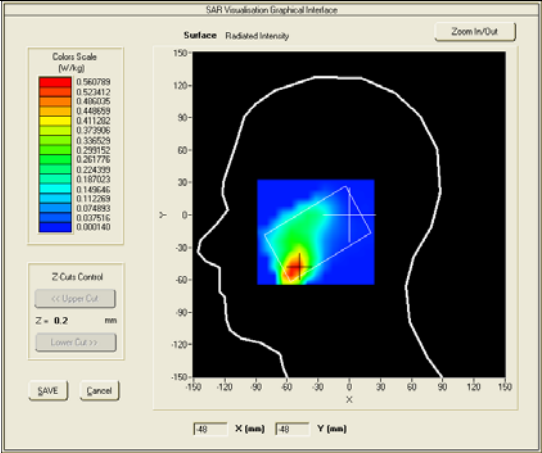 SAR Visualisation Graphical Interface
Surface Radiated Intensity
Zoom In/Out
Colors Scale
(W/kg)
0.560789
0.523412
0.486035
0.448659
0.411282
0.373906
0.336529
0.299152
0.261776
0.224399
0.187023
0.149646
0.112269
0.074893
0.037516
0.000140
Z-Cuts Control
<< Upper Cut
Z = 0.2 mm
Lower Cut >>
SAVE Cancel
150
120
90
60
30
0
-30
-60
-90
-120
-150
Y
-150 -120 -90 -60 -30 0 30 60 90 120 150
X
-48 X (mm) -48 Y (mm)